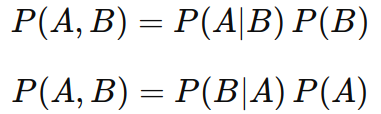 P(A, B) = P(A|B) P(B)
P(A, B) = P(B|A) P(A)